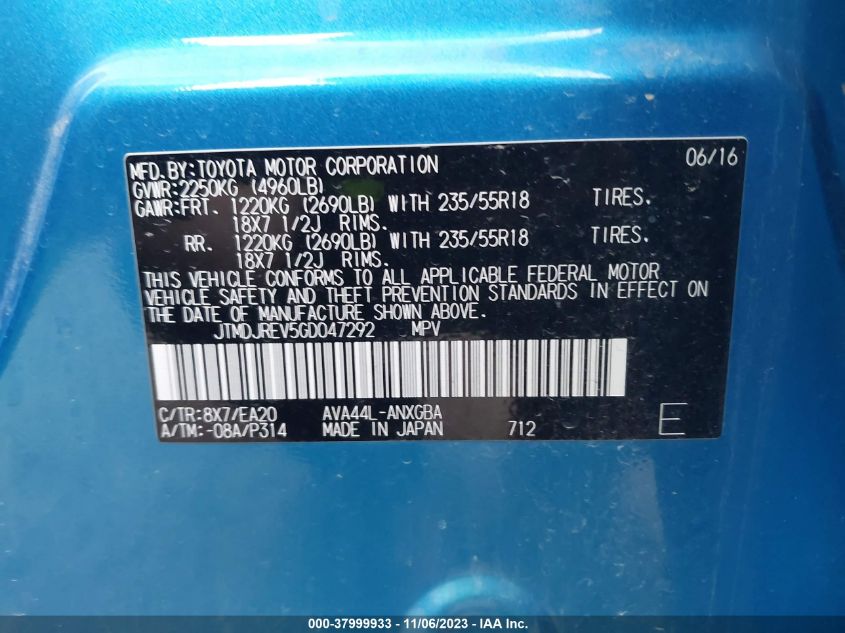 MFD.BY:TOYOTA MOTOR CORPORATION 06/16
GVWR:2250KG (4960LB)
GAWR:FRT. 1220KG (2690LB) WITH 235/55R18 TIRES.
18X7 1/2J RIMS.
RR. 1220KG (2690LB) WITH 235/55R18 TIRES.
18X7 1/2J RIMS.
THIS VEHICLE CONFORMS TO ALL APPLICABLE FEDERAL MOTOR
VEHICLE SAFETY AND THEFT PREVENTION STANDARDS IN EFFECT ON
THE DATE OF MANUFACTURE SHOWN ABOVE.
JTMDJREV5GD047292 MPV
C/TR:8X7/EA20 AVA44L-ANXGBA
A/TM:-08A/P314 MADE IN JAPAN 712 E
000-37999933 - 11/06/2023 - IAA Inc.